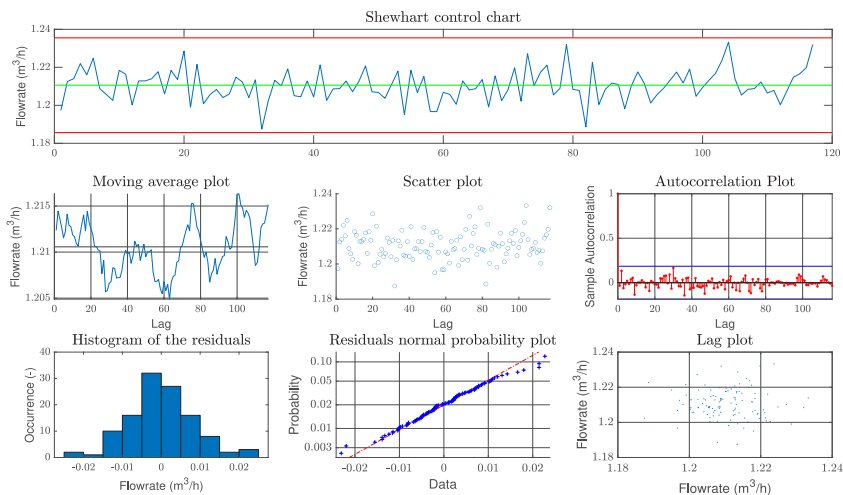 Shewhart control chart
Flowrate (m³/h)
1.24
1.22
1.2
1.18
0 20 40 60 80 100 120
Moving average plot
Flowrate (m³/h)
1.215
1.21
1.205
0 20 40 60 80 100
Lag
Scatter plot
Flowrate (m³/h)
1.24
1.22
1.2
1.18
0 20 40 60 80 100
Lag
Autocorrelation Plot
Sample Autocorrelation
1
0.5
0
0 20 40 60 80 100
Lag
Histogram of the residuals
Occurrence (-)
40
30
20
10
0
-0.02 -0.01 0 0.01 0.02
Flowrate (m³/h)
Residuals normal probability plot
Probability
0.10
0.05
0.01
0.003
-0.02 -0.01 0 0.01 0.02
Data
Lag plot
Flowrate (m³/h)
1.24
1.22
1.2
1.18
1.18 1.2 1.22 1.24
Flowrate (m³/h)